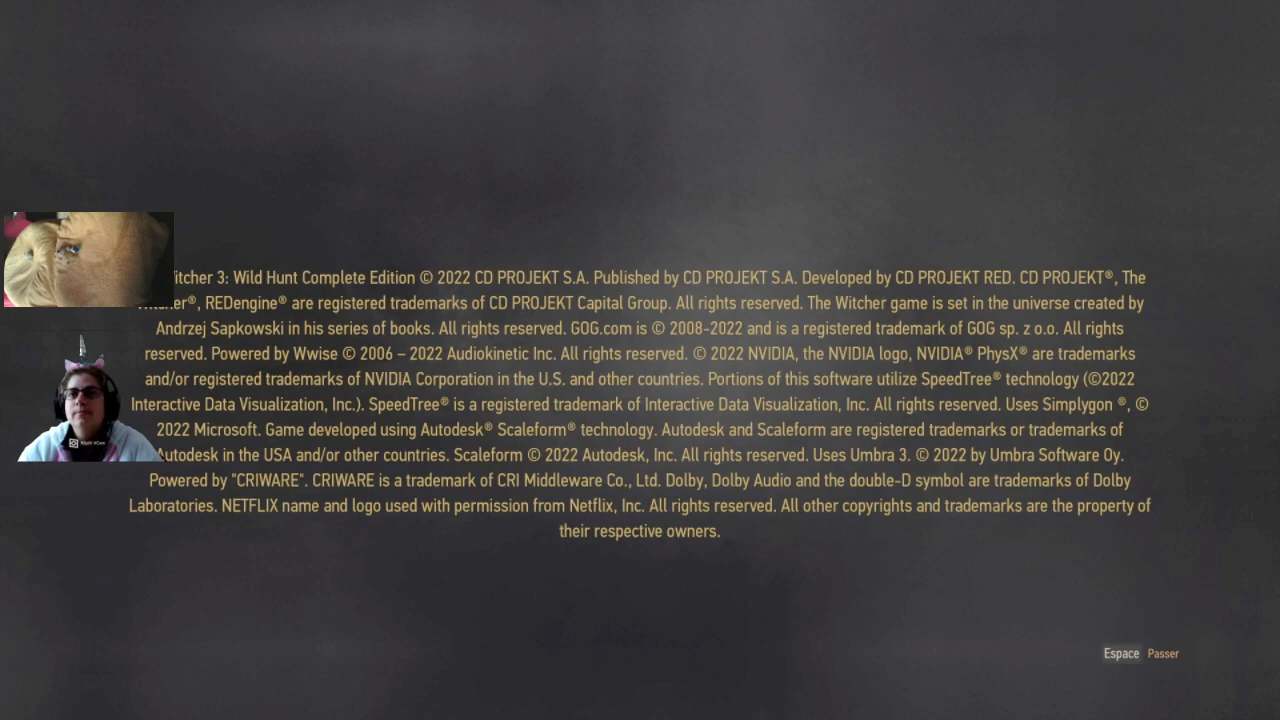 itcher 3: Wild Hunt Complete Edition © 2022 CD PROJEKT S.A. Published by CD PROJEKT S.A. Developed by CD PROJEKT RED. CD PROJEKT®, The
Witcher®, REDengine® are registered trademarks of CD PROJEKT Capital Group. All rights reserved. The Witcher game is set in the universe created by
Andrzej Sapkowski in his series of books. All rights reserved. GOG.com is © 2008-2022 and is a registered trademark of GOG sp. z o.o. All rights
reserved. Powered by Wwise © 2006 – 2022 Audiokinetic Inc. All rights reserved. © 2022 NVIDIA, the NVIDIA logo, NVIDIA® PhysX® are trademarks
and/or registered trademarks of NVIDIA Corporation in the U.S. and other countries. Portions of this software utilize SpeedTree® technology (©2022
Interactive Data Visualization, Inc.). SpeedTree® is a registered trademark of Interactive Data Visualization, Inc. All rights reserved. Uses Simplygon ®, ©
2022 Microsoft. Game developed using Autodesk® Scaleform® technology. Autodesk and Scaleform are registered trademarks or trademarks of
Autodesk in the USA and/or other countries. Scaleform © 2022 Autodesk, Inc. All rights reserved. Uses Umbra 3. © 2022 by Umbra Software Oy.
Powered by "CRIWARE". CRIWARE is a trademark of CRI Middleware Co., Ltd. Dolby, Dolby Audio and the double-D symbol are trademarks of Dolby
Laboratories. NETFLIX name and logo used with permission from Netflix, Inc. All rights reserved. All other copyrights and trademarks are the property of
their respective owners.
Espace Passer